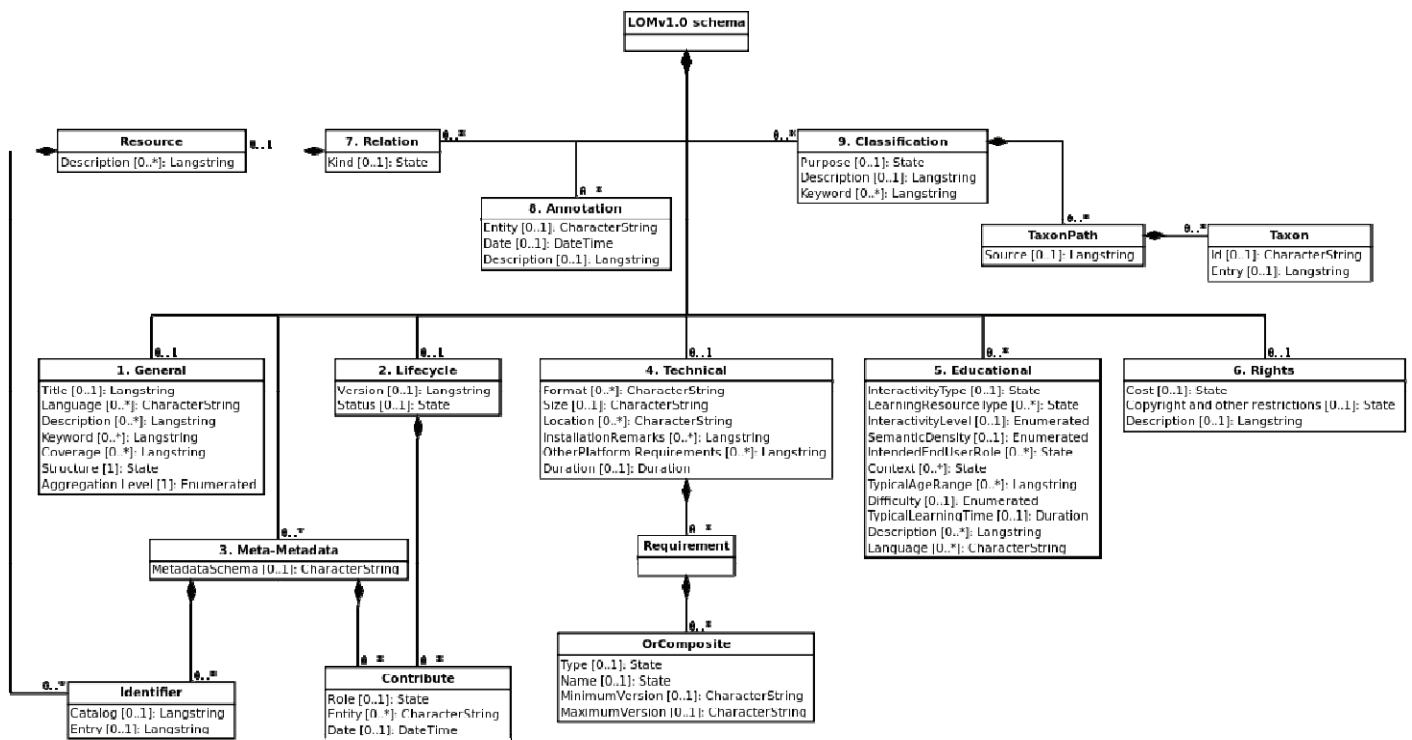 LOMv1.0 schema
Resource
Description [0..*]: Langstring
0..1
7. Relation
Kind [0..1]: State
0..*
0..*
9. Classification
Purpose [0..1]: State
Description [0..1]: Langstring
Keyword [0..*]: Langstring
0 *
8. Annotation
Entity [0..1]: CharacterString
Date [0..1]: DateTime
Description [0..1]: Langstring
0..*
TaxonPath
Source [0..1]: Langstring
0..*
Taxon
Id [0..1]: CharacterString
Entry [0..1]: Langstring
0..1
1. General
Title [0..1]: Langstring
Language [0..*]: CharacterString
Description [0..*]: Langstring
Keyword [0..*]: Langstring
Coverage [0..*]: Langstring
Structure [1]: State
Aggregation Level [1]: Enumerated
0..1
2. Lifecycle
Version [0..1]: Langstring
Status [0..1]: State
0..1
4. Technical
Format [0..*]: CharacterString
Size [0..1]: CharacterString
Location [0..*]: CharacterString
InstallationRemarks [0..*]: Langstring
OtherPlatform Requirements [0..*]: Langstring
Duration [0..1]: Duration
0..*
5. Educational
InteractivityType [0..1]: State
LearningResourceType [0..*]: State
InteractivityLevel [0..1]: Enumerated
SemanticDensity [0..1]: Enumerated
IntendedEndUserRole [0..*]: State
Context [0..*]: State
TypicalAgeRange [0..*]: Langstring
Difficulty [0..1]: Enumerated
TypicalLearningTime [0..1]: Duration
Description [0..*]: Langstring
Language [0..*]: CharacterString
0..1
6. Rights
Cost [0..1]: State
Copyright and other restrictions [0..1]: State
Description [0..1]: Langstring
0..*
3. Meta-Metadata
MetadataSchema [0..1]: CharacterString
0 *
Requirement
0..*
OrComposite
Type [0..1]: State
Name [0..1]: State
MinimumVersion [0..1]: CharacterString
MaximumVersion [0..1]: CharacterString
0..*
0..*
Identifier
Catalog [0..1]: Langstring
Entry [0..1]: Langstring
0 *
0 *
Contribute
Role [0..1]: State
Entity [0..*]: CharacterString
Date [0..1]: DateTime